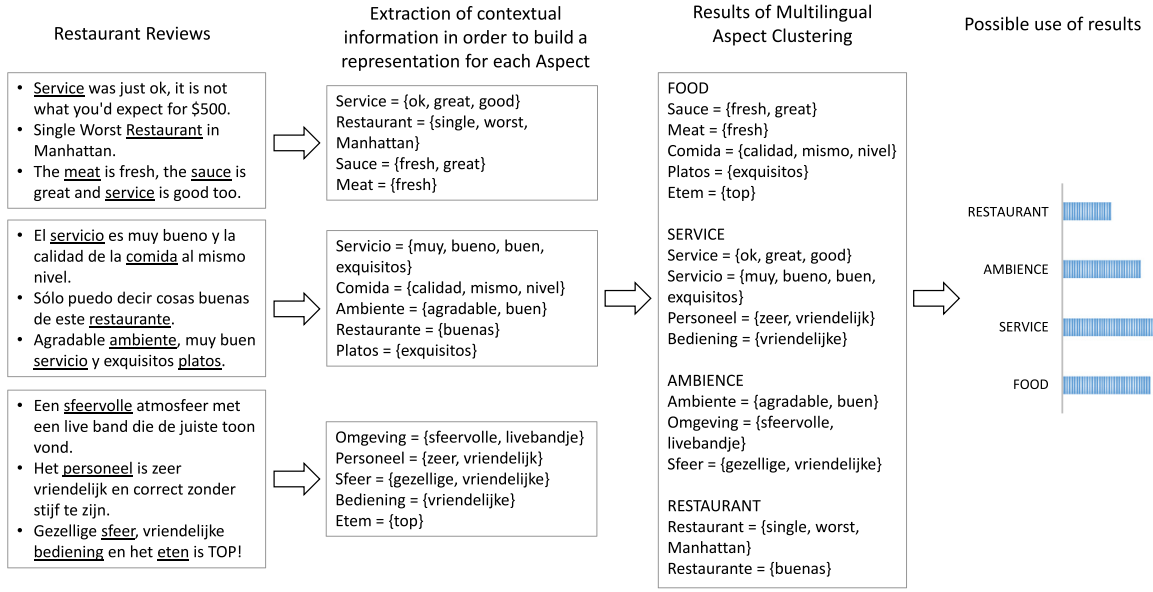 Restaurant Reviews
• Service was just ok, it is not
what you'd expect for $500.
• Single Worst Restaurant in
Manhattan.
• The meat is fresh, the sauce is
great and service is good too.
• El servicio es muy bueno y la
calidad de la comida al mismo
nivel.
• Sólo puedo decir cosas buenas
de este restaurante.
• Agradable ambiente, muy buen
servicio y exquisitos platos.
• Een sfeervolle atmosfeer met
een live band die de juiste toon
vond.
• Het personeel is zeer
vriendelijk en correct zonder
stijf te zijn.
• Gezellige sfeer, vriendelijke
bediening en het eten is TOP!
Extraction of contextual
information in order to build a
representation for each Aspect
Service = {ok, great, good}
Restaurant = {single, worst,
Manhattan}
Sauce = {fresh, great}
Meat = {fresh}
Servicio = {muy, bueno, buen,
exquisitos}
Comida = {calidad, mismo, nivel}
Ambiente = {agradable, buen}
Restaurante = {buenas}
Platos = {exquisitos}
Omgeving = {sfeervolle, livebandje}
Personeel = {zeer, vriendelijk}
Sfeer = {gezellige, vriendelijke}
Bediening = {vriendelijke}
Etem = {top}
Results of Multilingual
Aspect Clustering
FOOD
Sauce = {fresh, great}
Meat = {fresh}
Comida = {calidad, mismo, nivel}
Platos = {exquisitos}
Etem = {top}
SERVICE
Service = {ok, great, good}
Servicio = {muy, bueno, buen,
exquisitos}
Personeel = {zeer, vriendelijk}
Bediening = {vriendelijke}
AMBIENCE
Ambiente = {agradable, buen}
Omgeving = {sfeervolle,
livebandje}
Sfeer = {gezellige, vriendelijke}
RESTAURANT
Restaurant = {single, worst,
Manhattan}
Restaurante = {buenas}
Possible use of results
RESTAURANT
AMBIENCE
SERVICE
FOOD